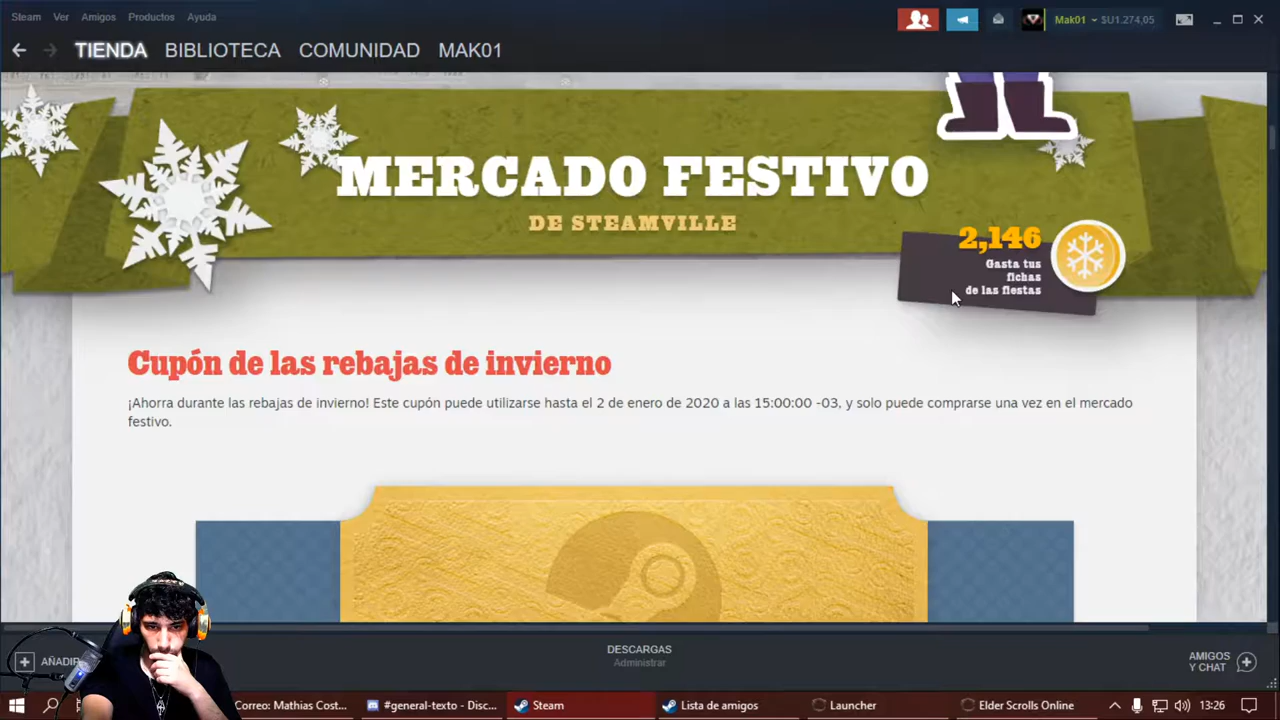 Steam Ver Amigos Productos Ayuda
Mak01 $U1.274,05
TIENDA BIBLIOTECA COMUNIDAD MAK01
MERCADO FESTIVO
DE STEAMVILLE
2,146
Gasta tus
fichas
de las fiestas
Cupón de las rebajas de invierno
¡Ahora durante las rebajas de invierno! Este cupón puede utilizarse hasta el 2 de enero de 2020 a las 15:00:00 -03, y solo puede comprarse una vez en el mercado
festivo.
DESCARGAS
Administrar
AÑADIR
AMIGOS
Y CHAT
Correo: Mathias Cost... #general-texto - Disc... Steam Lista de amigos Launcher Elder Scrolls Online 13:26